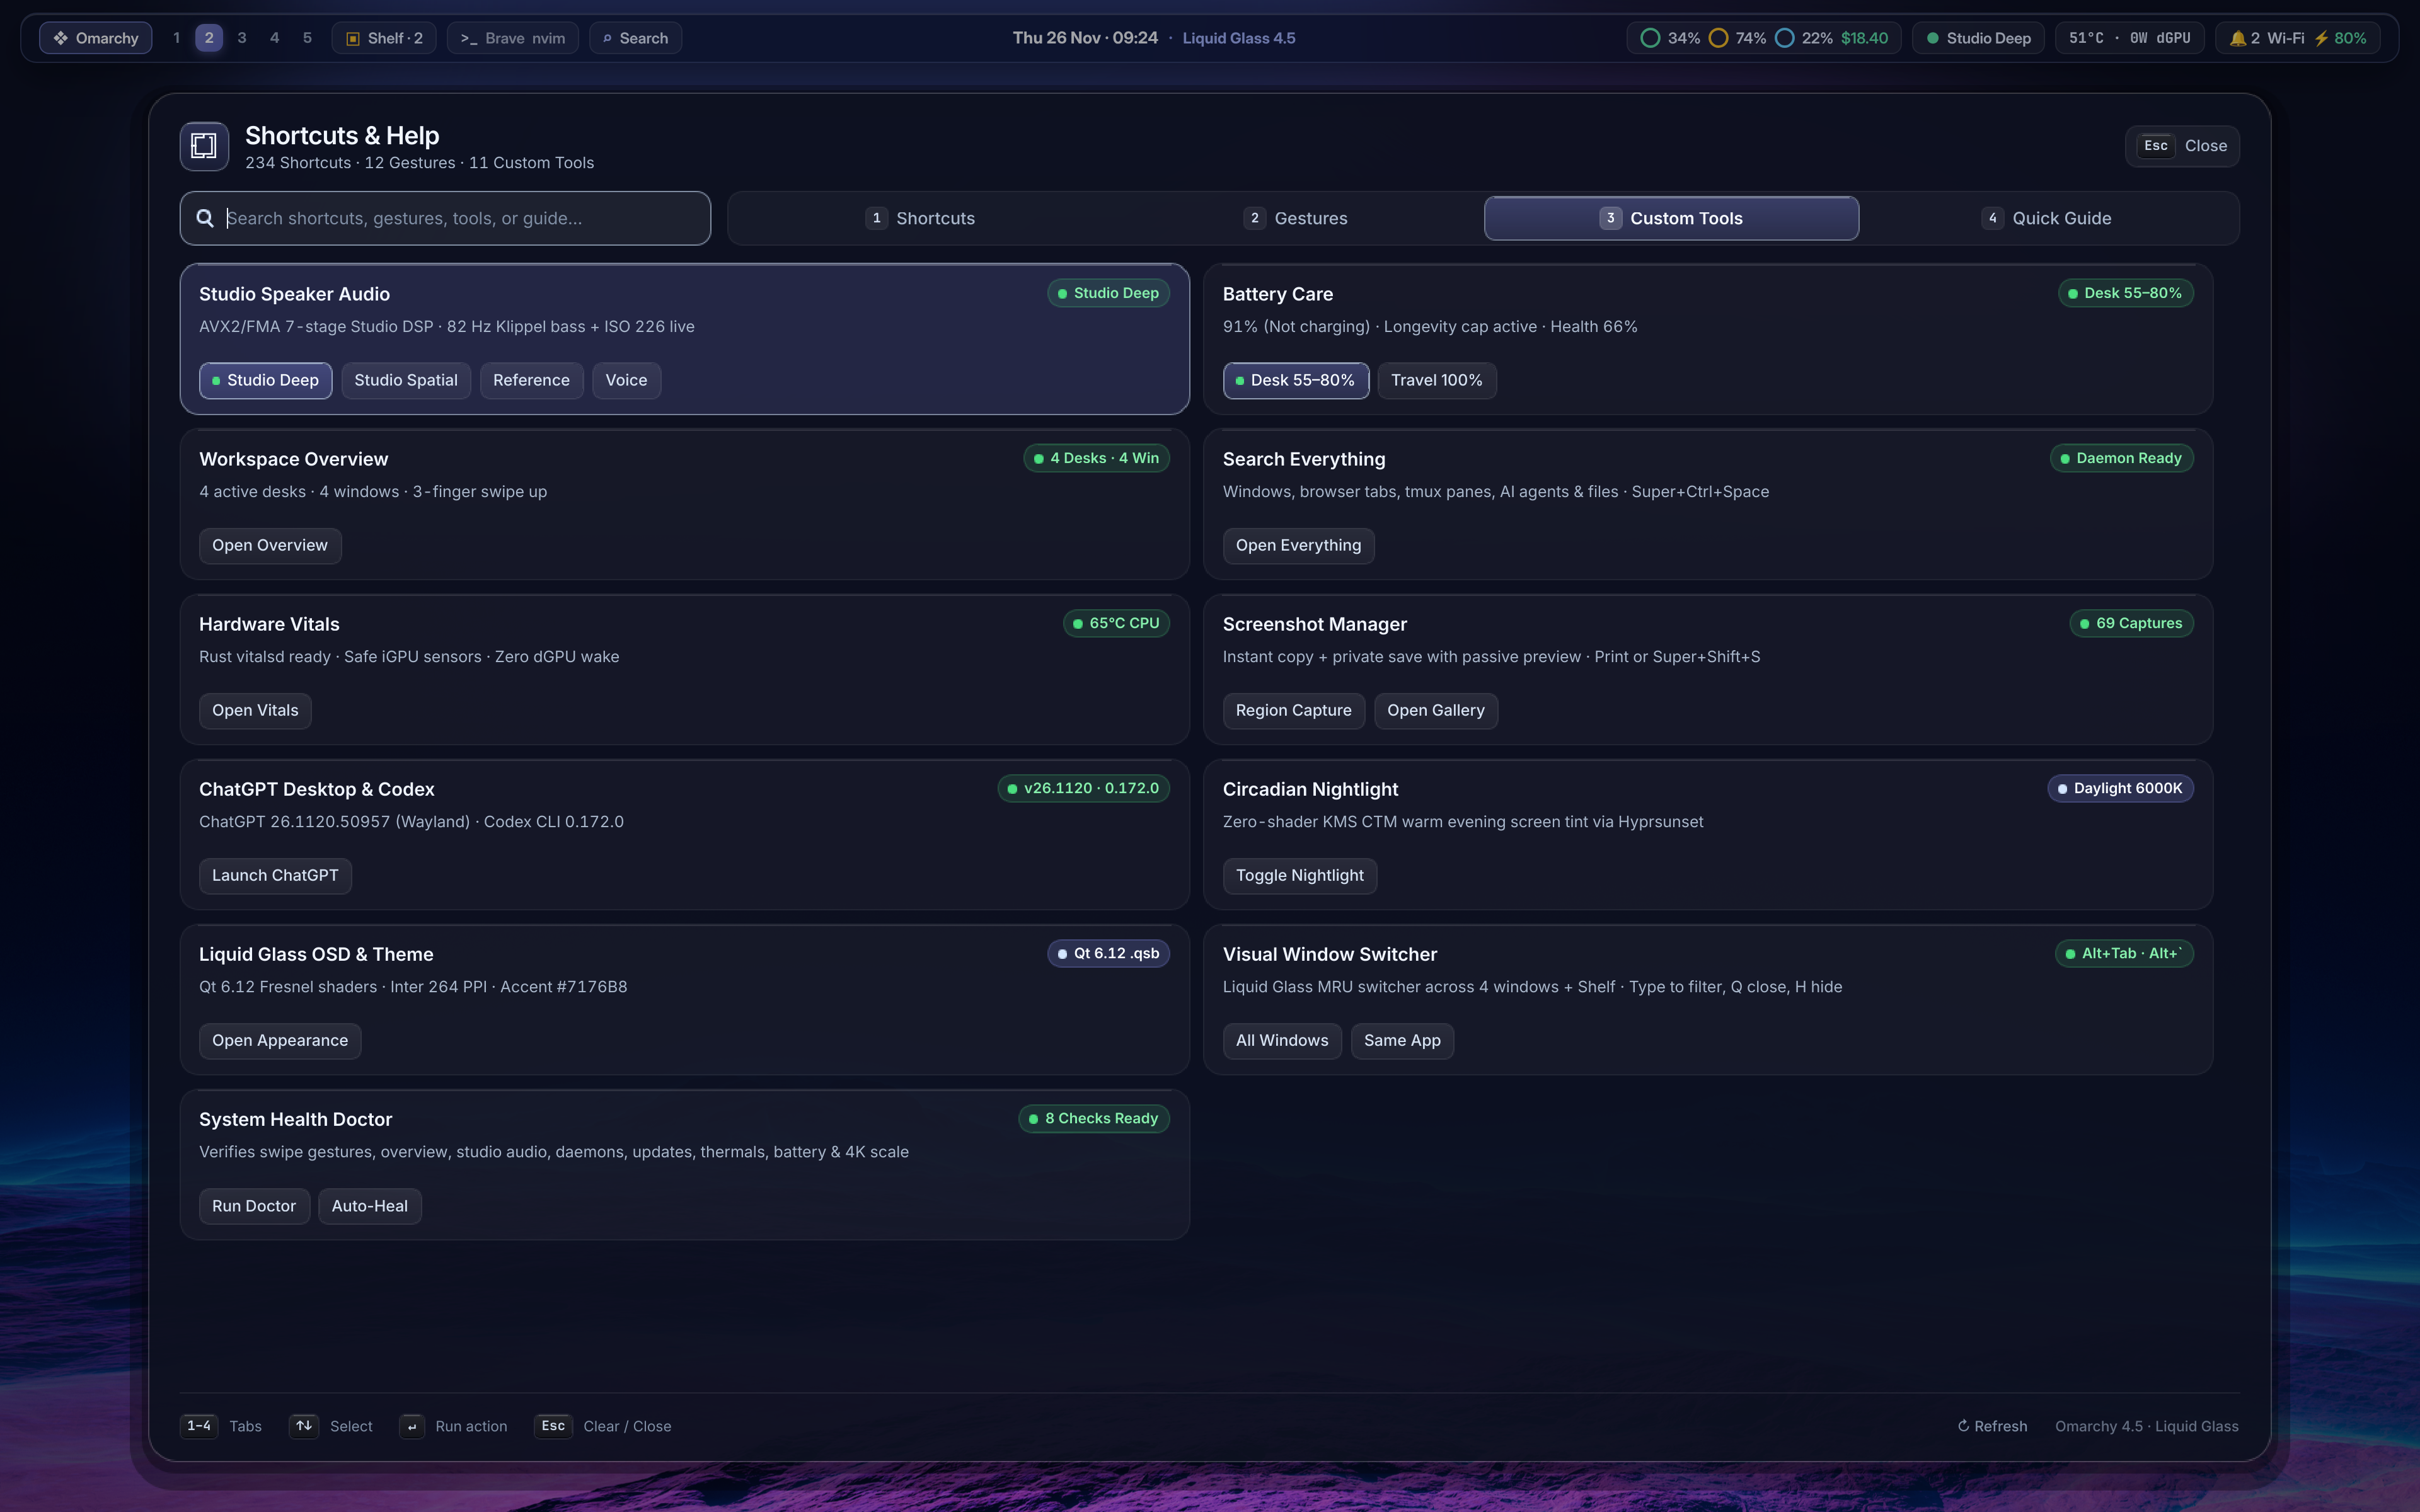 Omarchy 1 2 3 4 5 Shelf · 2 >_ Brave nvim Search Thu 26 Nov · 09:24 · Liquid Glass 4.5 34% 74% 22% $18.40 Studio Deep 51°C · 0W dGPU 2 Wi-Fi 80%
Shortcuts & Help
234 Shortcuts · 12 Gestures · 11 Custom Tools
Esc Close
Search shortcuts, gestures, tools, or guide...
1 Shortcuts 2 Gestures 3 Custom Tools 4 Quick Guide
Studio Speaker Audio Studio Deep
AVX2/FMA 7-stage Studio DSP · 82 Hz Klippel bass + ISO 226 live
Studio Deep Studio Spatial Reference Voice
Battery Care Desk 55–80%
91% (Not charging) · Longevity cap active · Health 66%
Desk 55–80% Travel 100%
Workspace Overview 4 Desks · 4 Win
4 active desks · 4 windows · 3-finger swipe up
Open Overview
Search Everything Daemon Ready
Windows, browser tabs, tmux panes, AI agents & files · Super+Ctrl+Space
Open Everything
Hardware Vitals 65°C CPU
Rust vitalsd ready · Safe iGPU sensors · Zero dGPU wake
Open Vitals
Screenshot Manager 69 Captures
Instant copy + private save with passive preview · Print or Super+Shift+S
Region Capture Open Gallery
ChatGPT Desktop & Codex v26.1120 · 0.172.0
ChatGPT 26.1120.50957 (Wayland) · Codex CLI 0.172.0
Launch ChatGPT
Circadian Nightlight Daylight 6000K
Zero-shader KMS CTM warm evening screen tint via Hyprsunset
Toggle Nightlight
Liquid Glass OSD & Theme Qt 6.12 .qsb
Qt 6.12 Fresnel shaders · Inter 264 PPI · Accent #7176B8
Open Appearance
Visual Window Switcher Alt+Tab · Alt+`
Liquid Glass MRU switcher across 4 windows + Shelf · Type to filter, Q close, H hide
All Windows Same App
System Health Doctor 8 Checks Ready
Verifies swipe gestures, overview, studio audio, daemons, updates, thermals, battery & 4K scale
Run Doctor Auto-Heal
1–4 Tabs ↑↓ Select ↵ Run action Esc Clear / Close ↻ Refresh Omarchy 4.5 · Liquid Glass